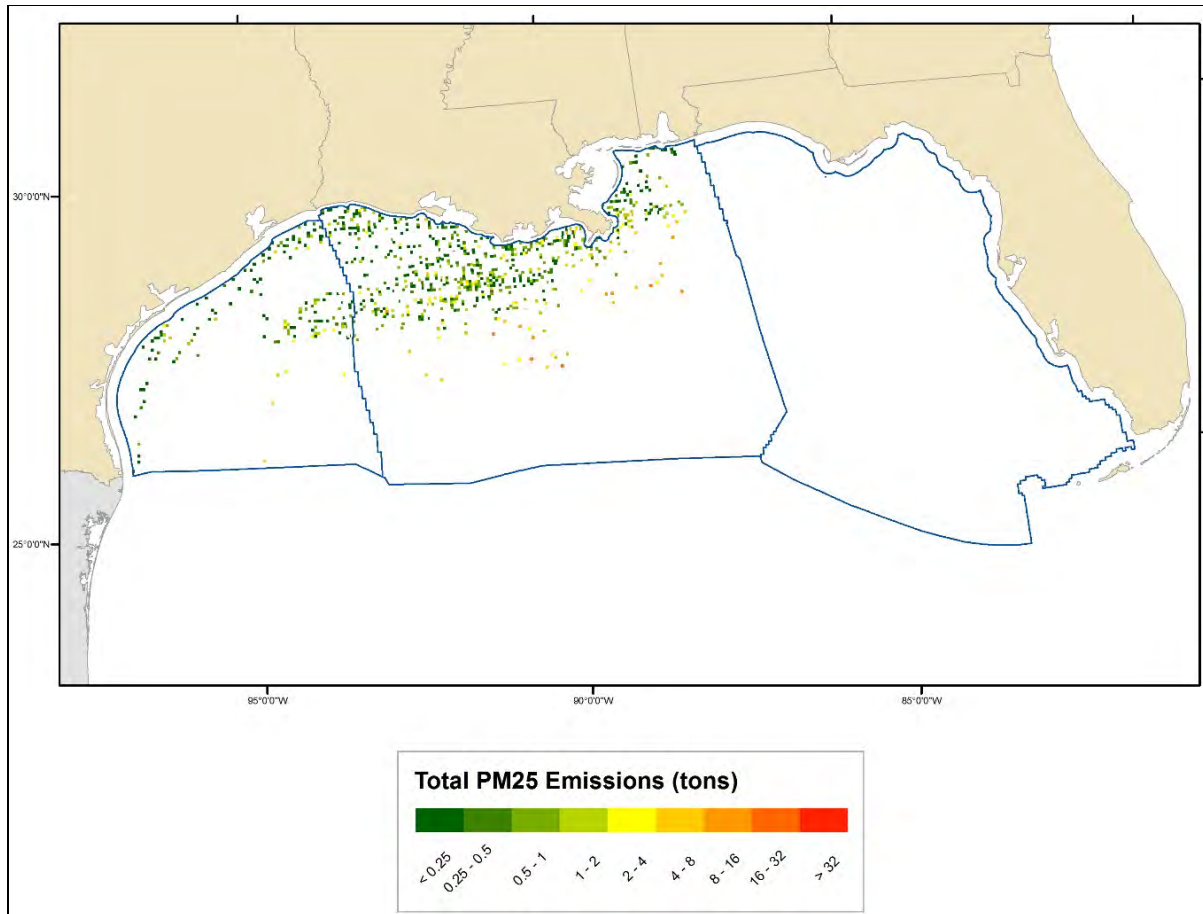 30°0'0"N
25°0'0"N
95°0'0"W
90°0'0"W
85°0'0"W
Total PM25 Emissions (tons)
< 0.25
0.25 - 0.5
0.5 - 1
1 - 2
2 - 4
4 - 8
8 - 16
16 - 32
> 32